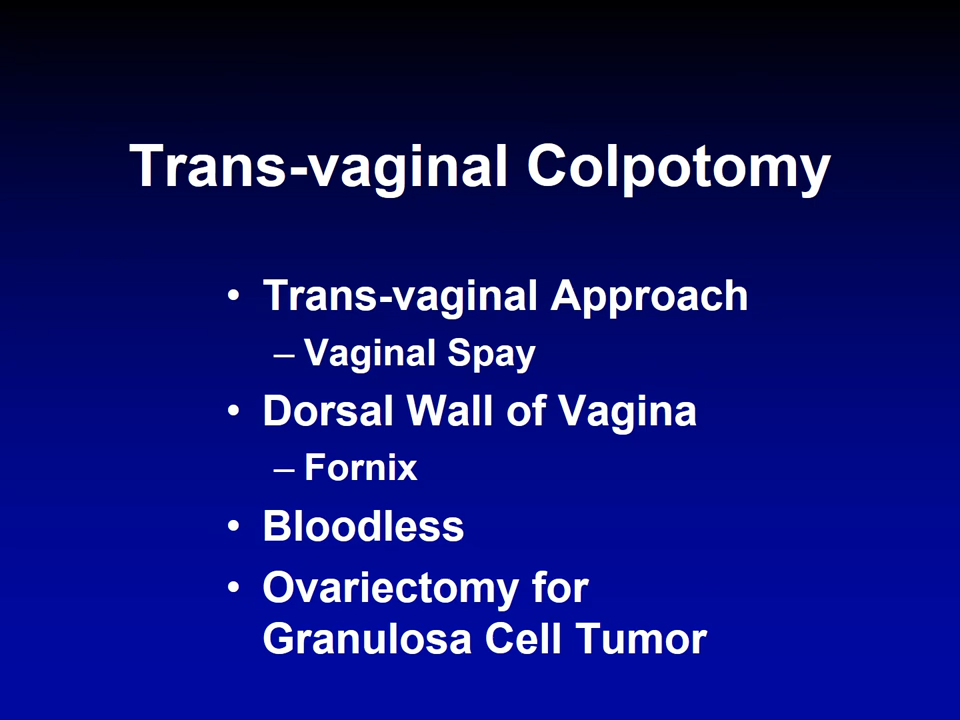 Trans-vaginal Colpotomy
• Trans-vaginal Approach
– Vaginal Spay
• Dorsal Wall of Vagina
– Fornix
• Bloodless
• Ovariectomy for
Granulosa Cell Tumor